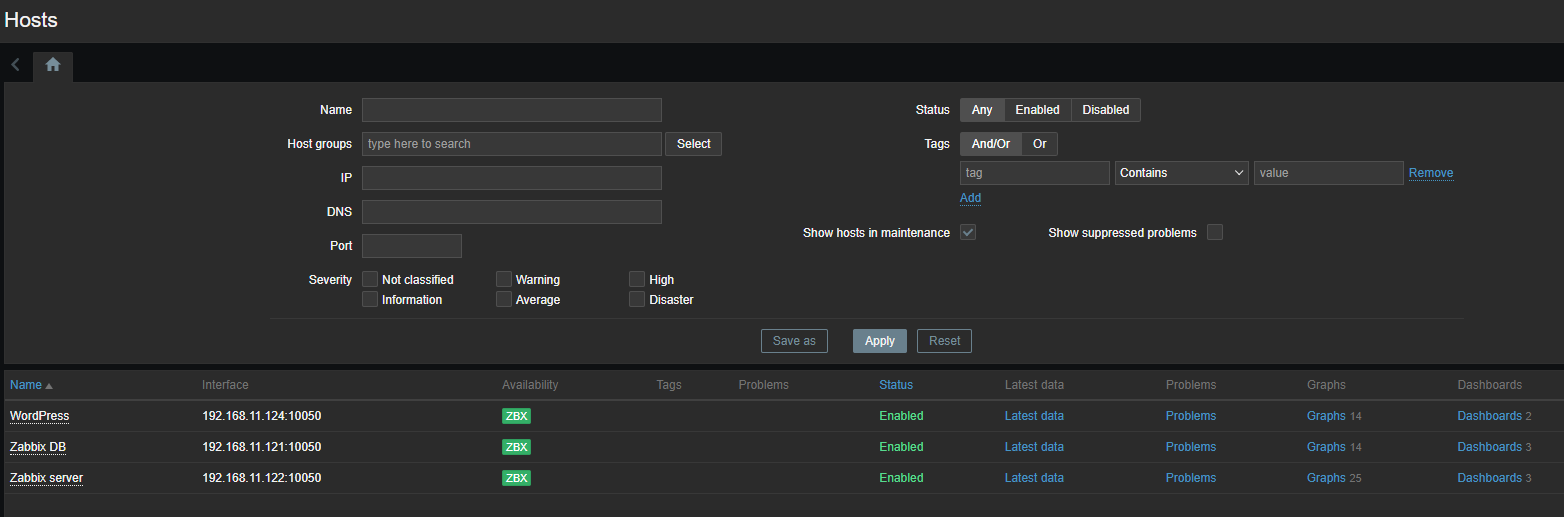 Hosts
Name
Status Any Enabled Disabled
Host groups type here to search Select
Tags And/Or Or
IP
tag Contains value Remove
Add
DNS
Show hosts in maintenance Show suppressed problems
Port
Severity Not classified Warning High
Information Average Disaster
Save as Apply Reset
Name Interface Availability Tags Problems Status Latest data Problems Graphs Dashboards
WordPress 192.168.11.124:10050 ZBX Enabled Latest data Problems Graphs 14 Dashboards 2
Zabbix DB 192.168.11.121:10050 ZBX Enabled Latest data Problems Graphs 14 Dashboards 3
Zabbix server 192.168.11.122:10050 ZBX Enabled Latest data Problems Graphs 25 Dashboards 3